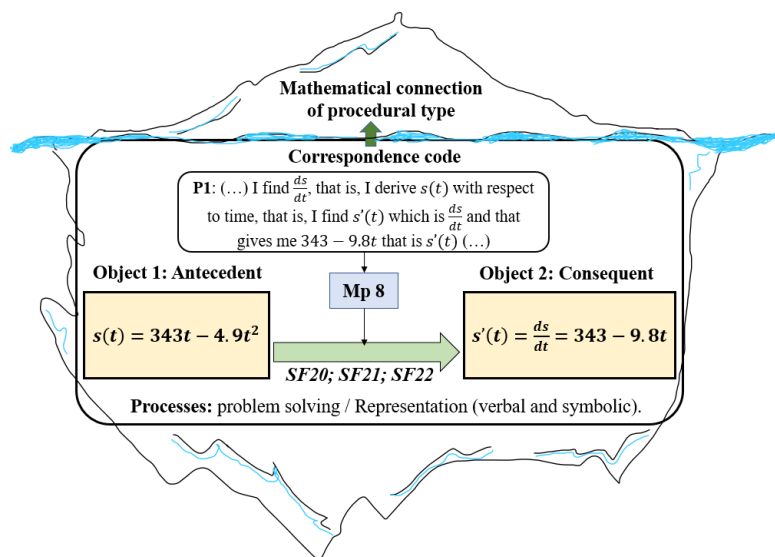 Mathematical connection
of procedural type
Correspondence code
P1: (…) I find ds/dt, that is, I derive s(t) with respect
to time, that is, I find s′(t) which is ds/dt and that
gives me 343 − 9.8t that is s′(t) (…)
Object 1: Antecedent
Mp 8
Object 2: Consequent
s(t) = 343t − 4.9t²
s′(t) = ds/dt = 343 − 9.8t
SF20; SF21; SF22
Processes: problem solving / Representation (verbal and symbolic).